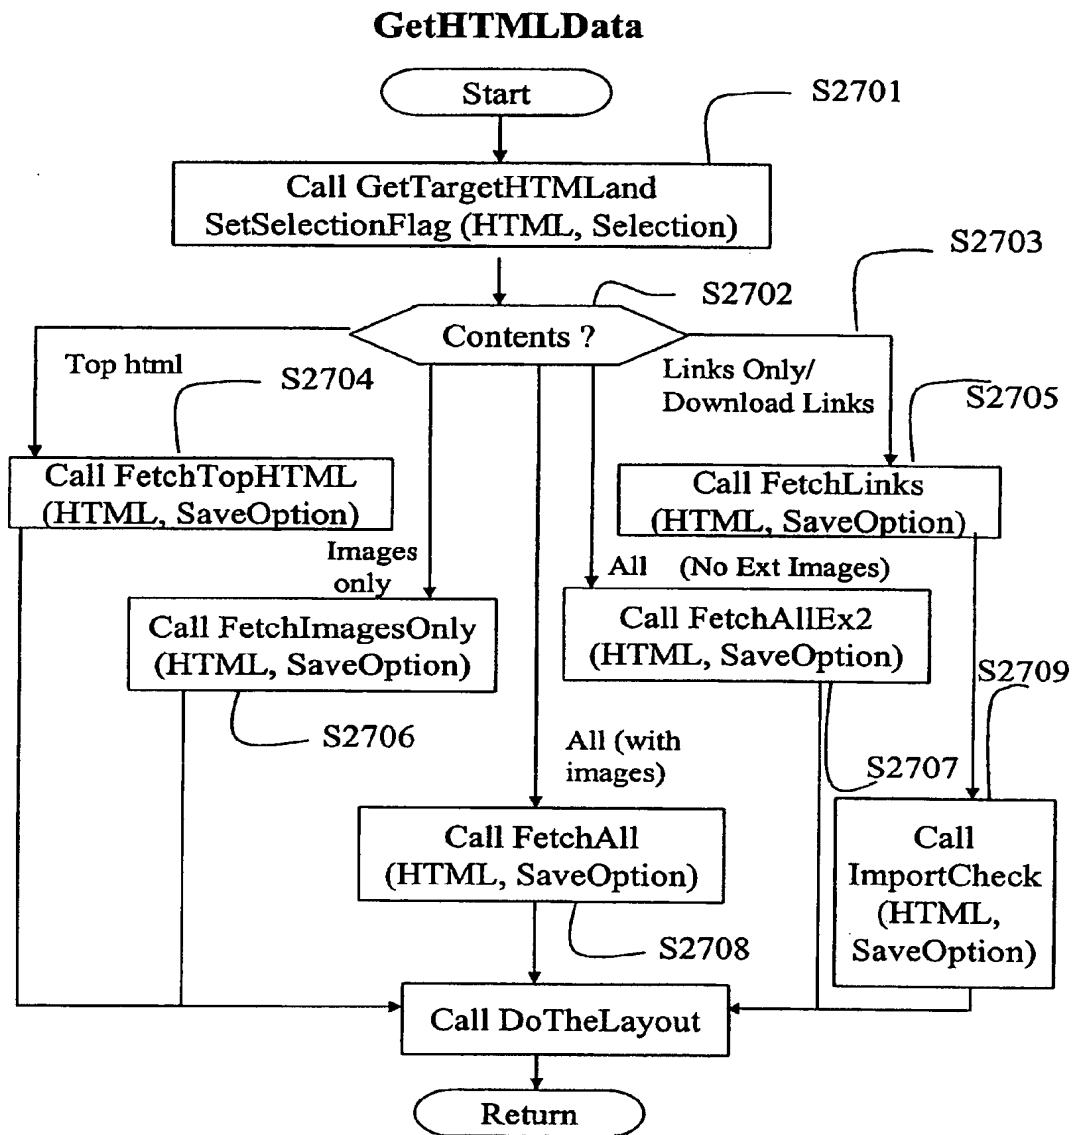 GetHTMLData
Start
S2701
Call GetTargetHTMLand
SetSelectionFlag (HTML, Selection)
S2703
S2702
Contents ?
Top html
S2704
Links Only/
Download Links
S2705
Call FetchTopHTML
(HTML, SaveOption)
Call FetchLinks
(HTML, SaveOption)
Images
only
All (No Ext Images)
Call FetchImagesOnly
(HTML, SaveOption)
Call FetchAllEx2
(HTML, SaveOption)
S2709
S2706
All (with
images)
S2707
Call FetchAll
(HTML, SaveOption)
Call
ImportCheck
(HTML,
SaveOption)
S2708
Call DoTheLayout
Return